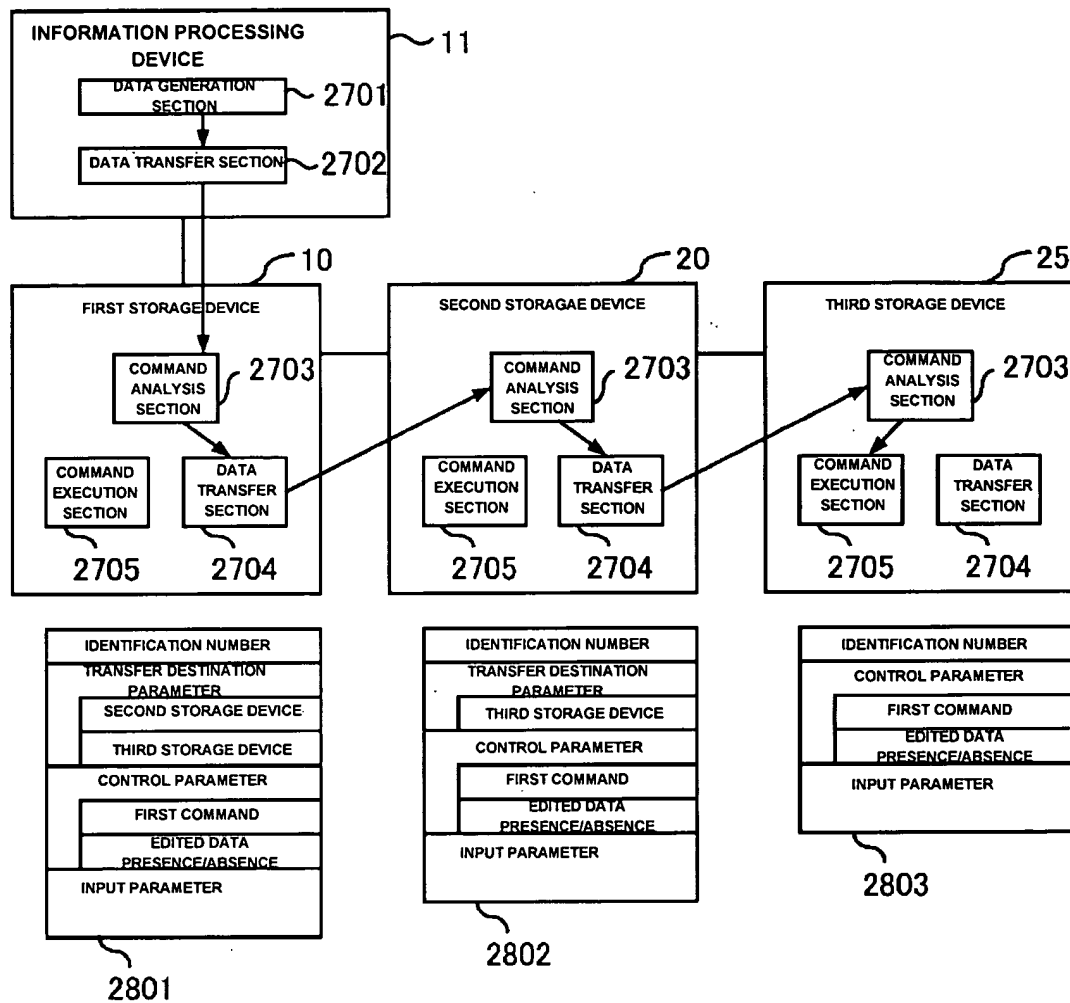 INFORMATION PROCESSING
DEVICE
11
DATA GENERATION
SECTION
2701
DATA TRANSFER SECTION
2702
10
20
25
FIRST STORAGE DEVICE
SECOND STORAGAE DEVICE
THIRD STORAGE DEVICE
COMMAND
ANALYSIS
SECTION
2703
COMMAND
ANALYSIS
SECTION
2703
COMMAND
ANALYSIS
SECTION
2703
COMMAND
EXECUTION
SECTION
DATA
TRANSFER
SECTION
COMMAND
EXECUTION
SECTION
DATA
TRANSFER
SECTION
COMMAND
EXECUTION
SECTION
DATA
TRANSFER
SECTION
2705
2704
2705
2704
2705
2704
IDENTIFICATION NUMBER
TRANSFER DESTINATION
PARAMETER
SECOND STORAGE DEVICE
THIRD STORAGE DEVICE
CONTROL PARAMETER
FIRST COMMAND
EDITED DATA
PRESENCE/ABSENCE
INPUT PARAMETER
2801
IDENTIFICATION NUMBER
TRANSFER DESTINATION
PARAMETER
THIRD STORAGE DEVICE
CONTROL PARAMETER
FIRST COMMAND
EDITED DATA
PRESENCE/ABSENCE
INPUT PARAMETER
2802
IDENTIFICATION NUMBER
CONTROL PARAMETER
FIRST COMMAND
EDITED DATA
PRESENCE/ABSENCE
INPUT PARAMETER
2803